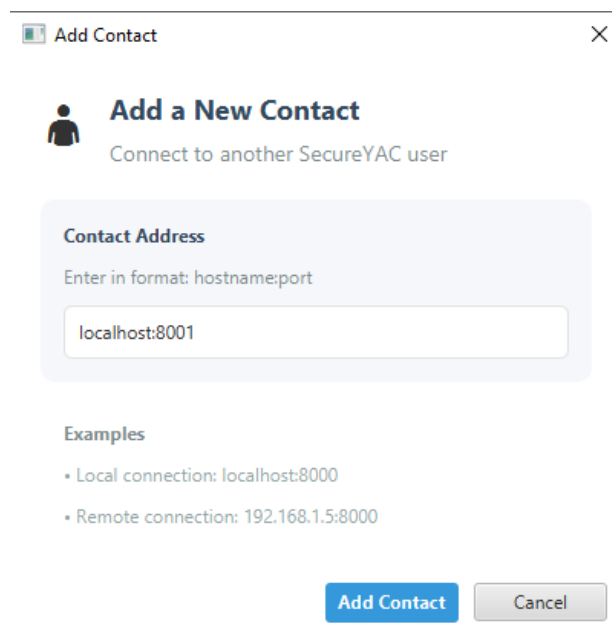 Add Contact
Add a New Contact
Connect to another SecureYAC user
Contact Address
Enter in format: hostname:port
localhost:8001
Examples
• Local connection: localhost:8000
• Remote connection: 192.168.1.5:8000
Add Contact
Cancel